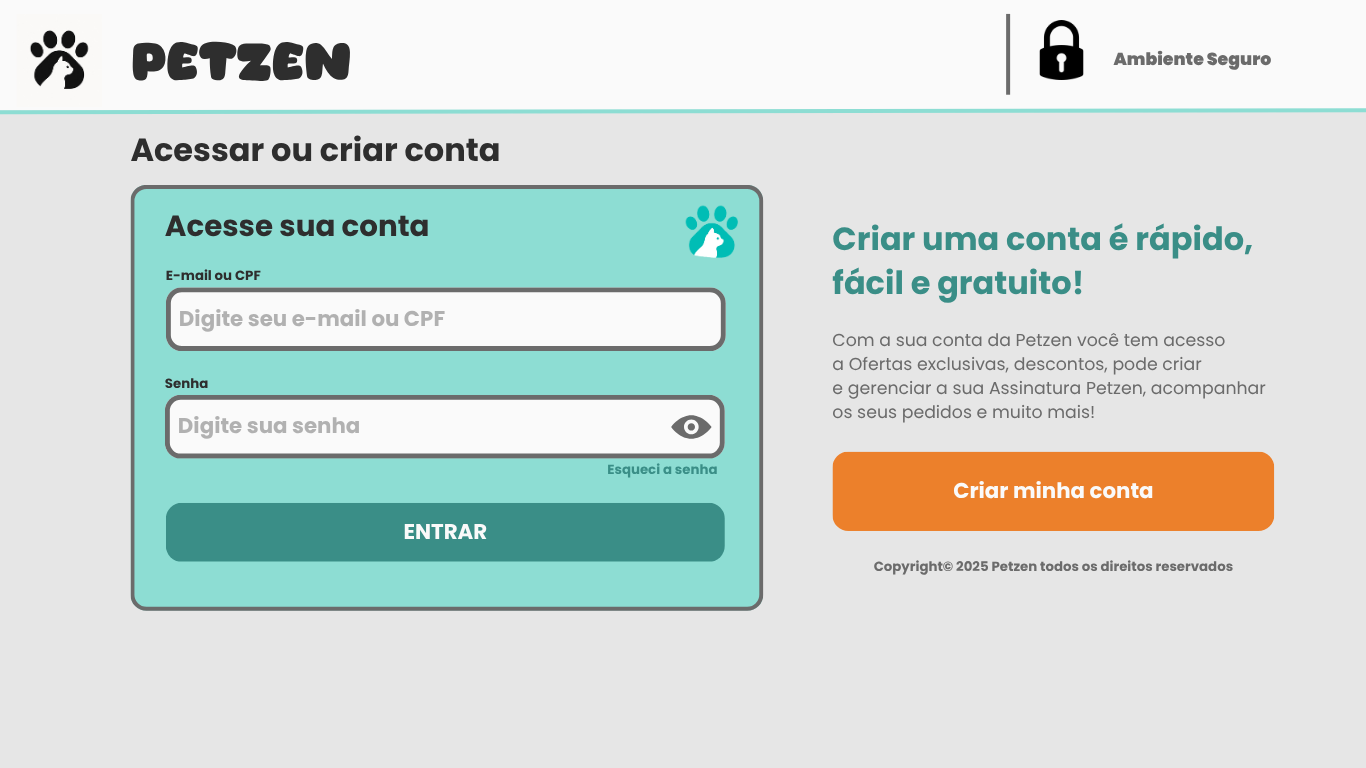 PETZEN
Ambiente Seguro
Acessar ou criar conta
Acesse sua conta
E-mail ou CPF
Digite seu e-mail ou CPF
Senha
Digite sua senha
Esqueci a senha
ENTRAR
Criar uma conta é rápido,
fácil e gratuito!
Com a sua conta da Petzen você tem acesso
a Ofertas exclusivas, descontos, pode criar
e gerenciar a sua Assinatura Petzen, acompanhar
os seus pedidos e muito mais!
Criar minha conta
Copyright© 2025 Petzen todos os direitos reservados